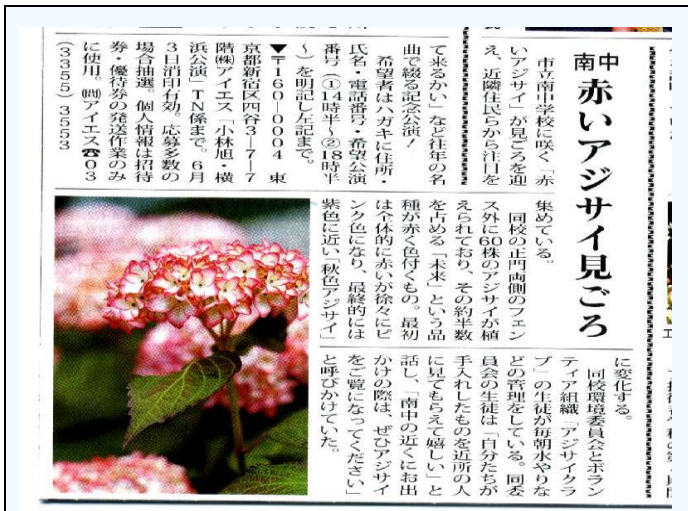 南中
赤いアジサイ見ごろ
市立南中学校に咲く「赤
いアジサイ」が見ごろを迎
え、近隣住民らから注目を
集めている。
同校の正門両側のフェン
ス外に60株のアジサイが植
えられており、その約半数
を占める「未来」という品
種が赤く色付くもの。最初
は全体的に赤いが徐々にピ
ンク色になり、最終的には
紫色に近い「秋色アジサイ」
に変化する。
同校環境委員会とボラン
ティア組織「アジサイクラ
ブ」の生徒が毎朝水やりな
どの管理をしている。同委
員会の生徒は「自分たちが
手入れしたものを近所の人
に見てもらえて嬉しい」と
話し、「南中の近くにお出
かけの際は、ぜひアジサイ
をご覧になってください」
と呼びかけていた。
て来るかい」など往年の名
曲で綴る記念公演!
希望者はハガキに住所・
氏名・電話番号・希望公演
番号(①4時半〜②18時半
〜)を明記し左記まで。
▼〒160―0004 東
京都新宿区四谷3―7―7
階㈱アイエス「小林旭・横
浜公演」TN係まで。6月
3日消印有効。応募多数の
場合抽選。個人情報は招待
券・優待券の発送作業のみ
に使用。㈄アイエス☎03
(3355)3553